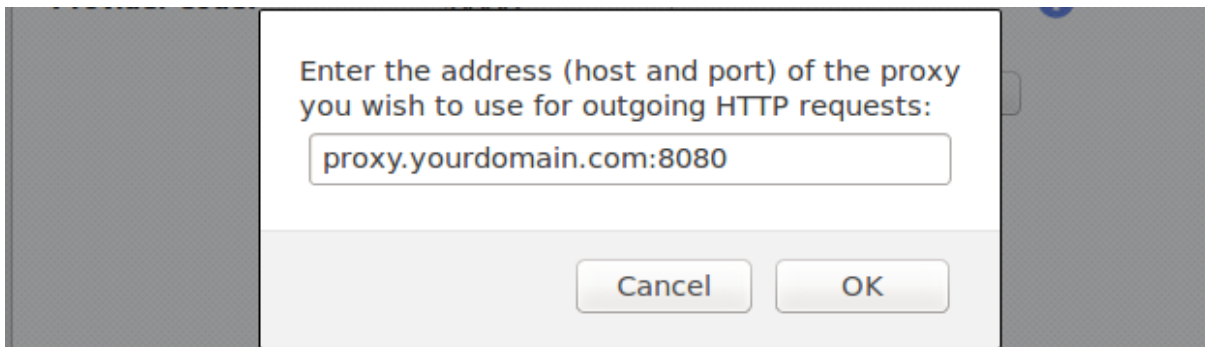 Enter the address (host and port) of the proxy
you wish to use for outgoing HTTP requests:
proxy.yourdomain.com:8080
Cancel
OK